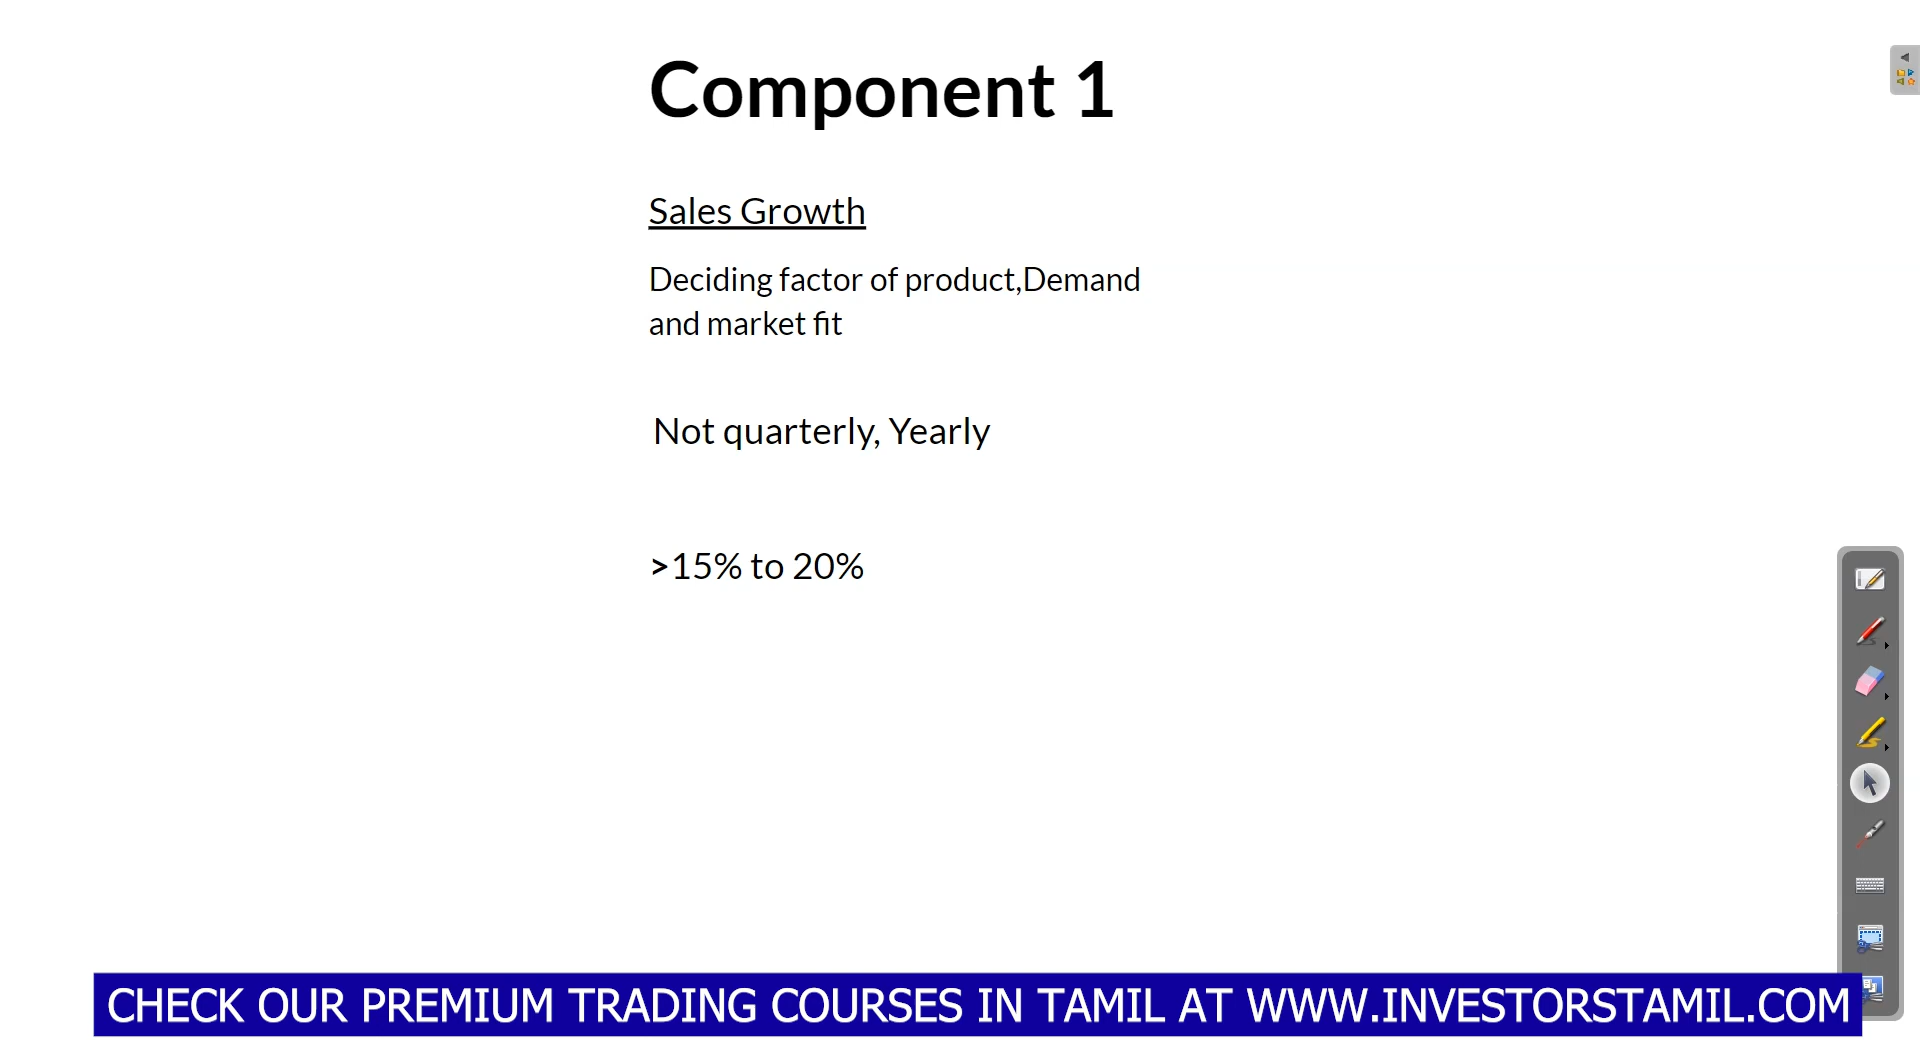 Component 1
Sales Growth
Deciding factor of product,Demand
and market fit
Not quarterly, Yearly
>15% to 20%
CHECK OUR PREMIUM TRADING COURSES IN TAMIL AT WWW.INVESTORSTAMIL.COM